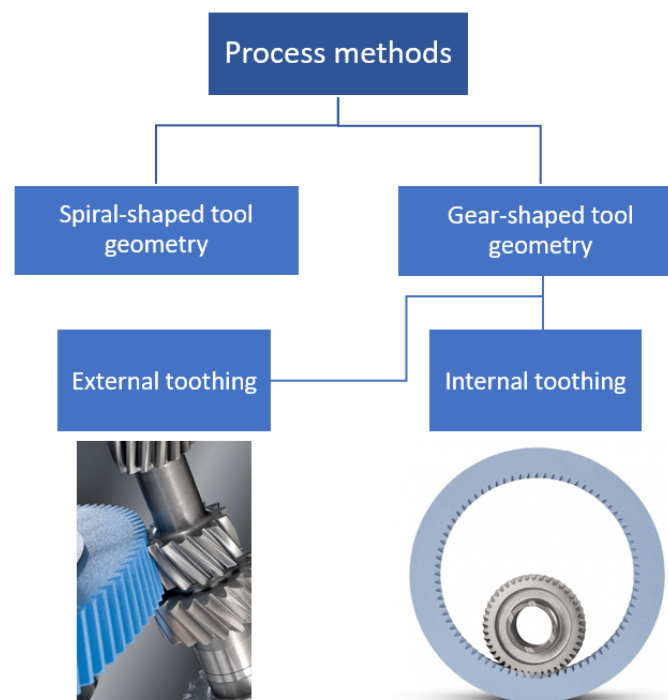 Process methods
Spiral-shaped tool
geometry
Gear-shaped tool
geometry
External toothing
Internal toothing